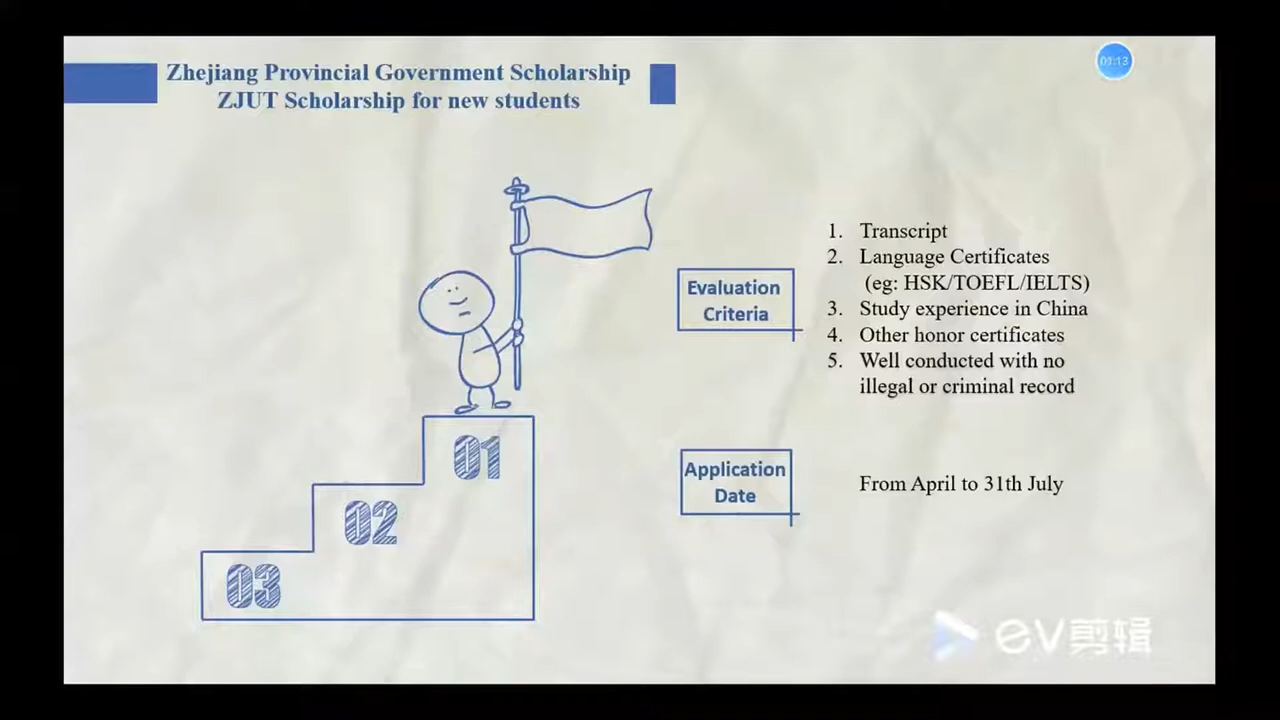 Zhejiang Provincial Government Scholarship
ZJUT Scholarship for new students
01:13
Evaluation
Criteria
1. Transcript
2. Language Certificates
(eg: HSK/TOEFL/IELTS)
3. Study experience in China
4. Other honor certificates
5. Well conducted with no
illegal or criminal record
Application
Date
From April to 31th July
01
02
03
eV剪辑